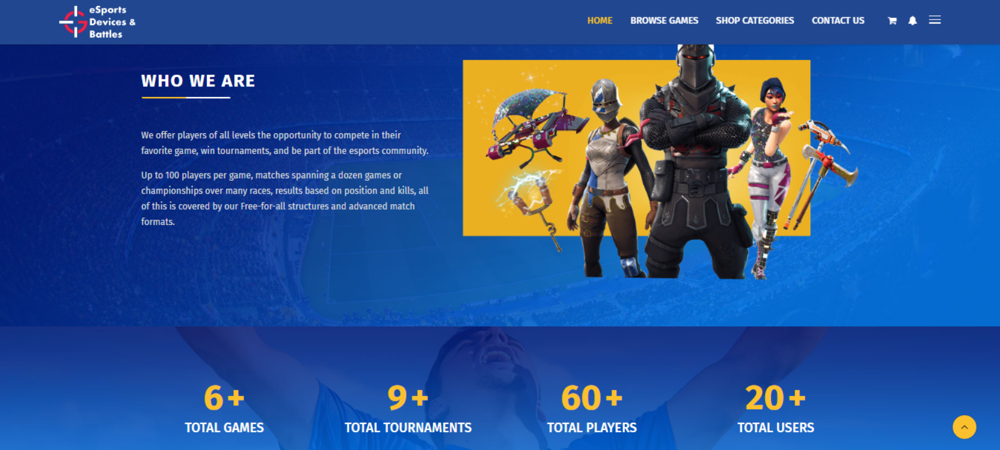 eSports
Devices &
Battles
HOME
BROWSE GAMES
SHOP CATEGORIES
CONTACT US
WHO WE ARE
We offer players of all levels the opportunity to compete in their
favorite game, win tournaments, and be part of the esports community.
Up to 100 players per game, matches spanning a dozen games or
championships over many races, results based on position and kills, all
of this is covered by our Free-for-all structures and advanced match
formats.
6+
TOTAL GAMES
9+
TOTAL TOURNAMENTS
60+
TOTAL PLAYERS
20+
TOTAL USERS